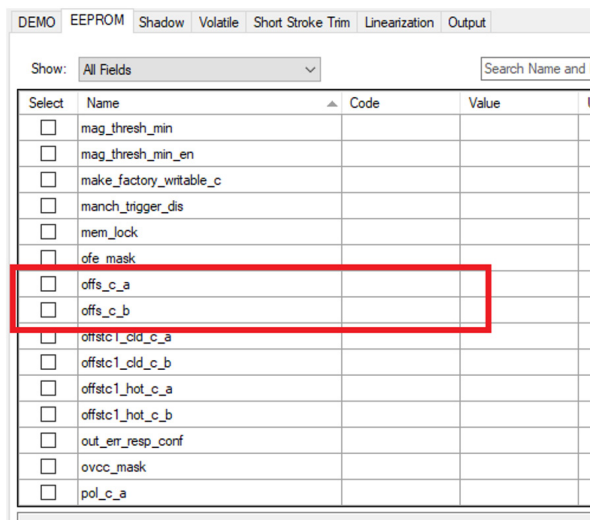 DEMO EEPROM Shadow Volatile Short Stroke Trim Linearization Output
Show: All Fields Search Name and
Select Name Code Value
mag_thresh_min
mag_thresh_min_en
make_factory_writable_c
manch_trigger_dis
mem_lock
ofe_mask
offs_c_a
offs_c_b
offstc1_cld_c_a
offstc1_cld_c_b
offstc1_hot_c_a
offstc1_hot_c_b
out_err_resp_conf
ovcc_mask
pol_c_a